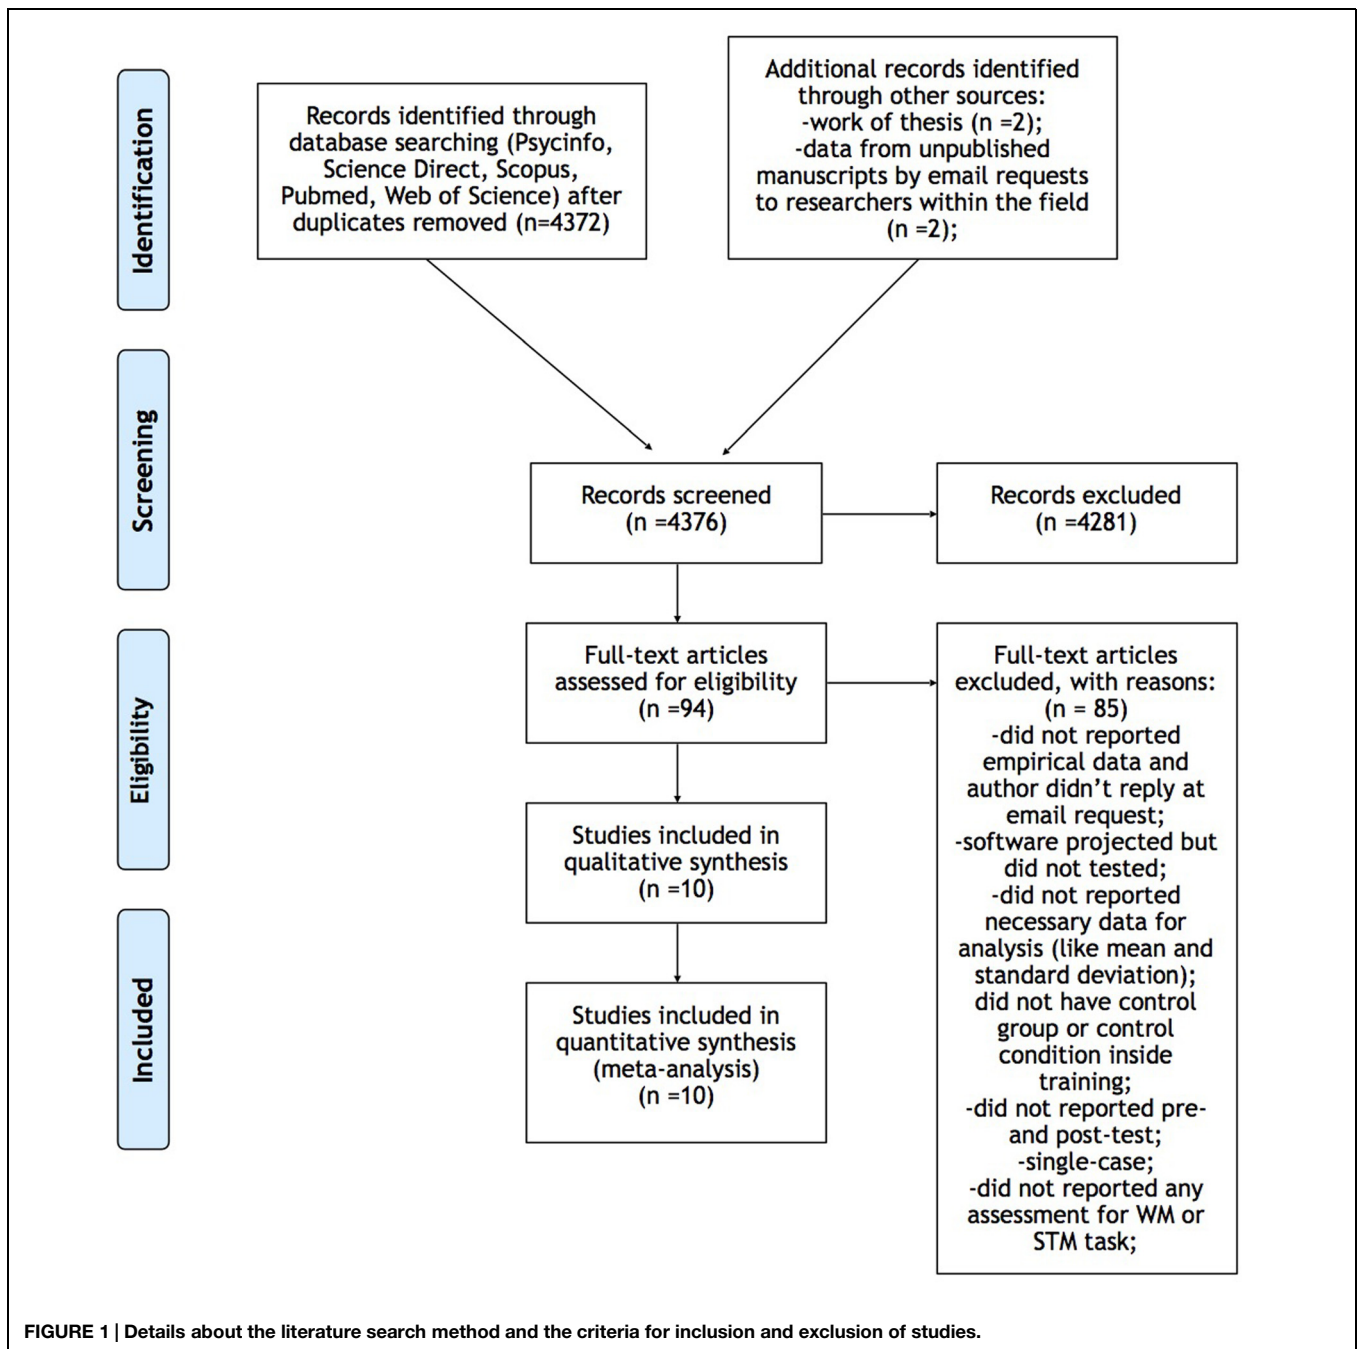 Identification
Records identified through
database searching (Psycinfo,
Science Direct, Scopus,
Pubmed, Web of Science) after
duplicates removed (n=4372)
Additional records identified
through other sources:
-work of thesis (n =2);
-data from unpublished
manuscripts by email requests
to researchers within the field
(n =2);
Screening
Records screened
(n =4376)
Records excluded
(n =4281)
Eligibility
Full-text articles
assessed for eligibility
(n =94)
Full-text articles
excluded, with reasons:
(n = 85)
-did not reported
empirical data and
author didn't reply at
email request;
-software projected but
did not tested;
-did not reported
necessary data for
analysis (like mean and
standard deviation);
did not have control
group or control
condition inside
training;
-did not reported pre-
and post-test;
-single-case;
-did not reported any
assessment for WM or
STM task;
Studies included in
qualitative synthesis
(n =10)
Included
Studies included in
quantitative synthesis
(meta-analysis)
(n =10)
FIGURE 1 | Details about the literature search method and the criteria for inclusion and exclusion of studies.